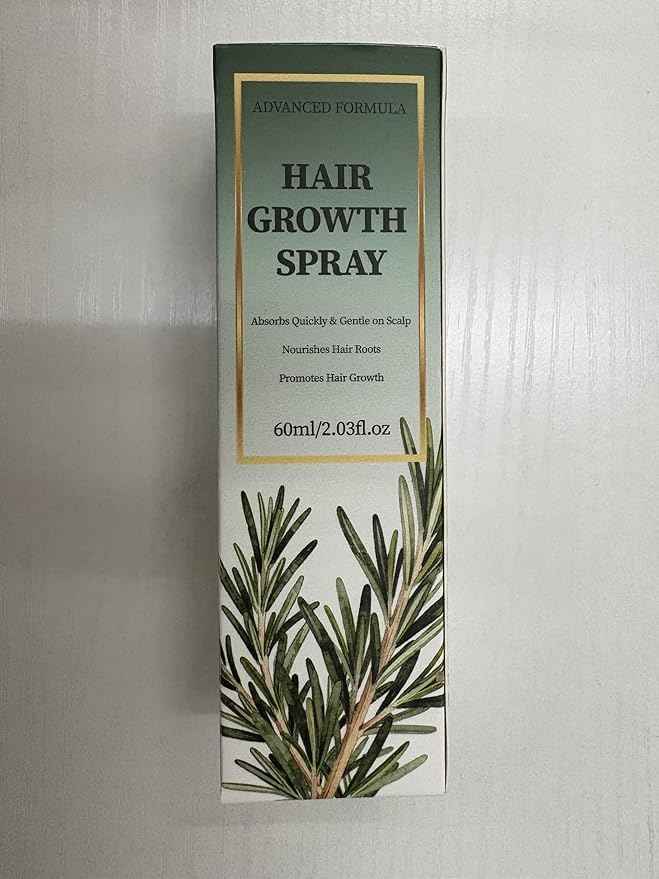 ADVANCED FORMULA
HAIR
GROWTH
SPRAY
Absorbs Quickly & Gentle on Scalp
Nourishes Hair Roots
Promotes Hair Growth
60ml/2.03fl.oz